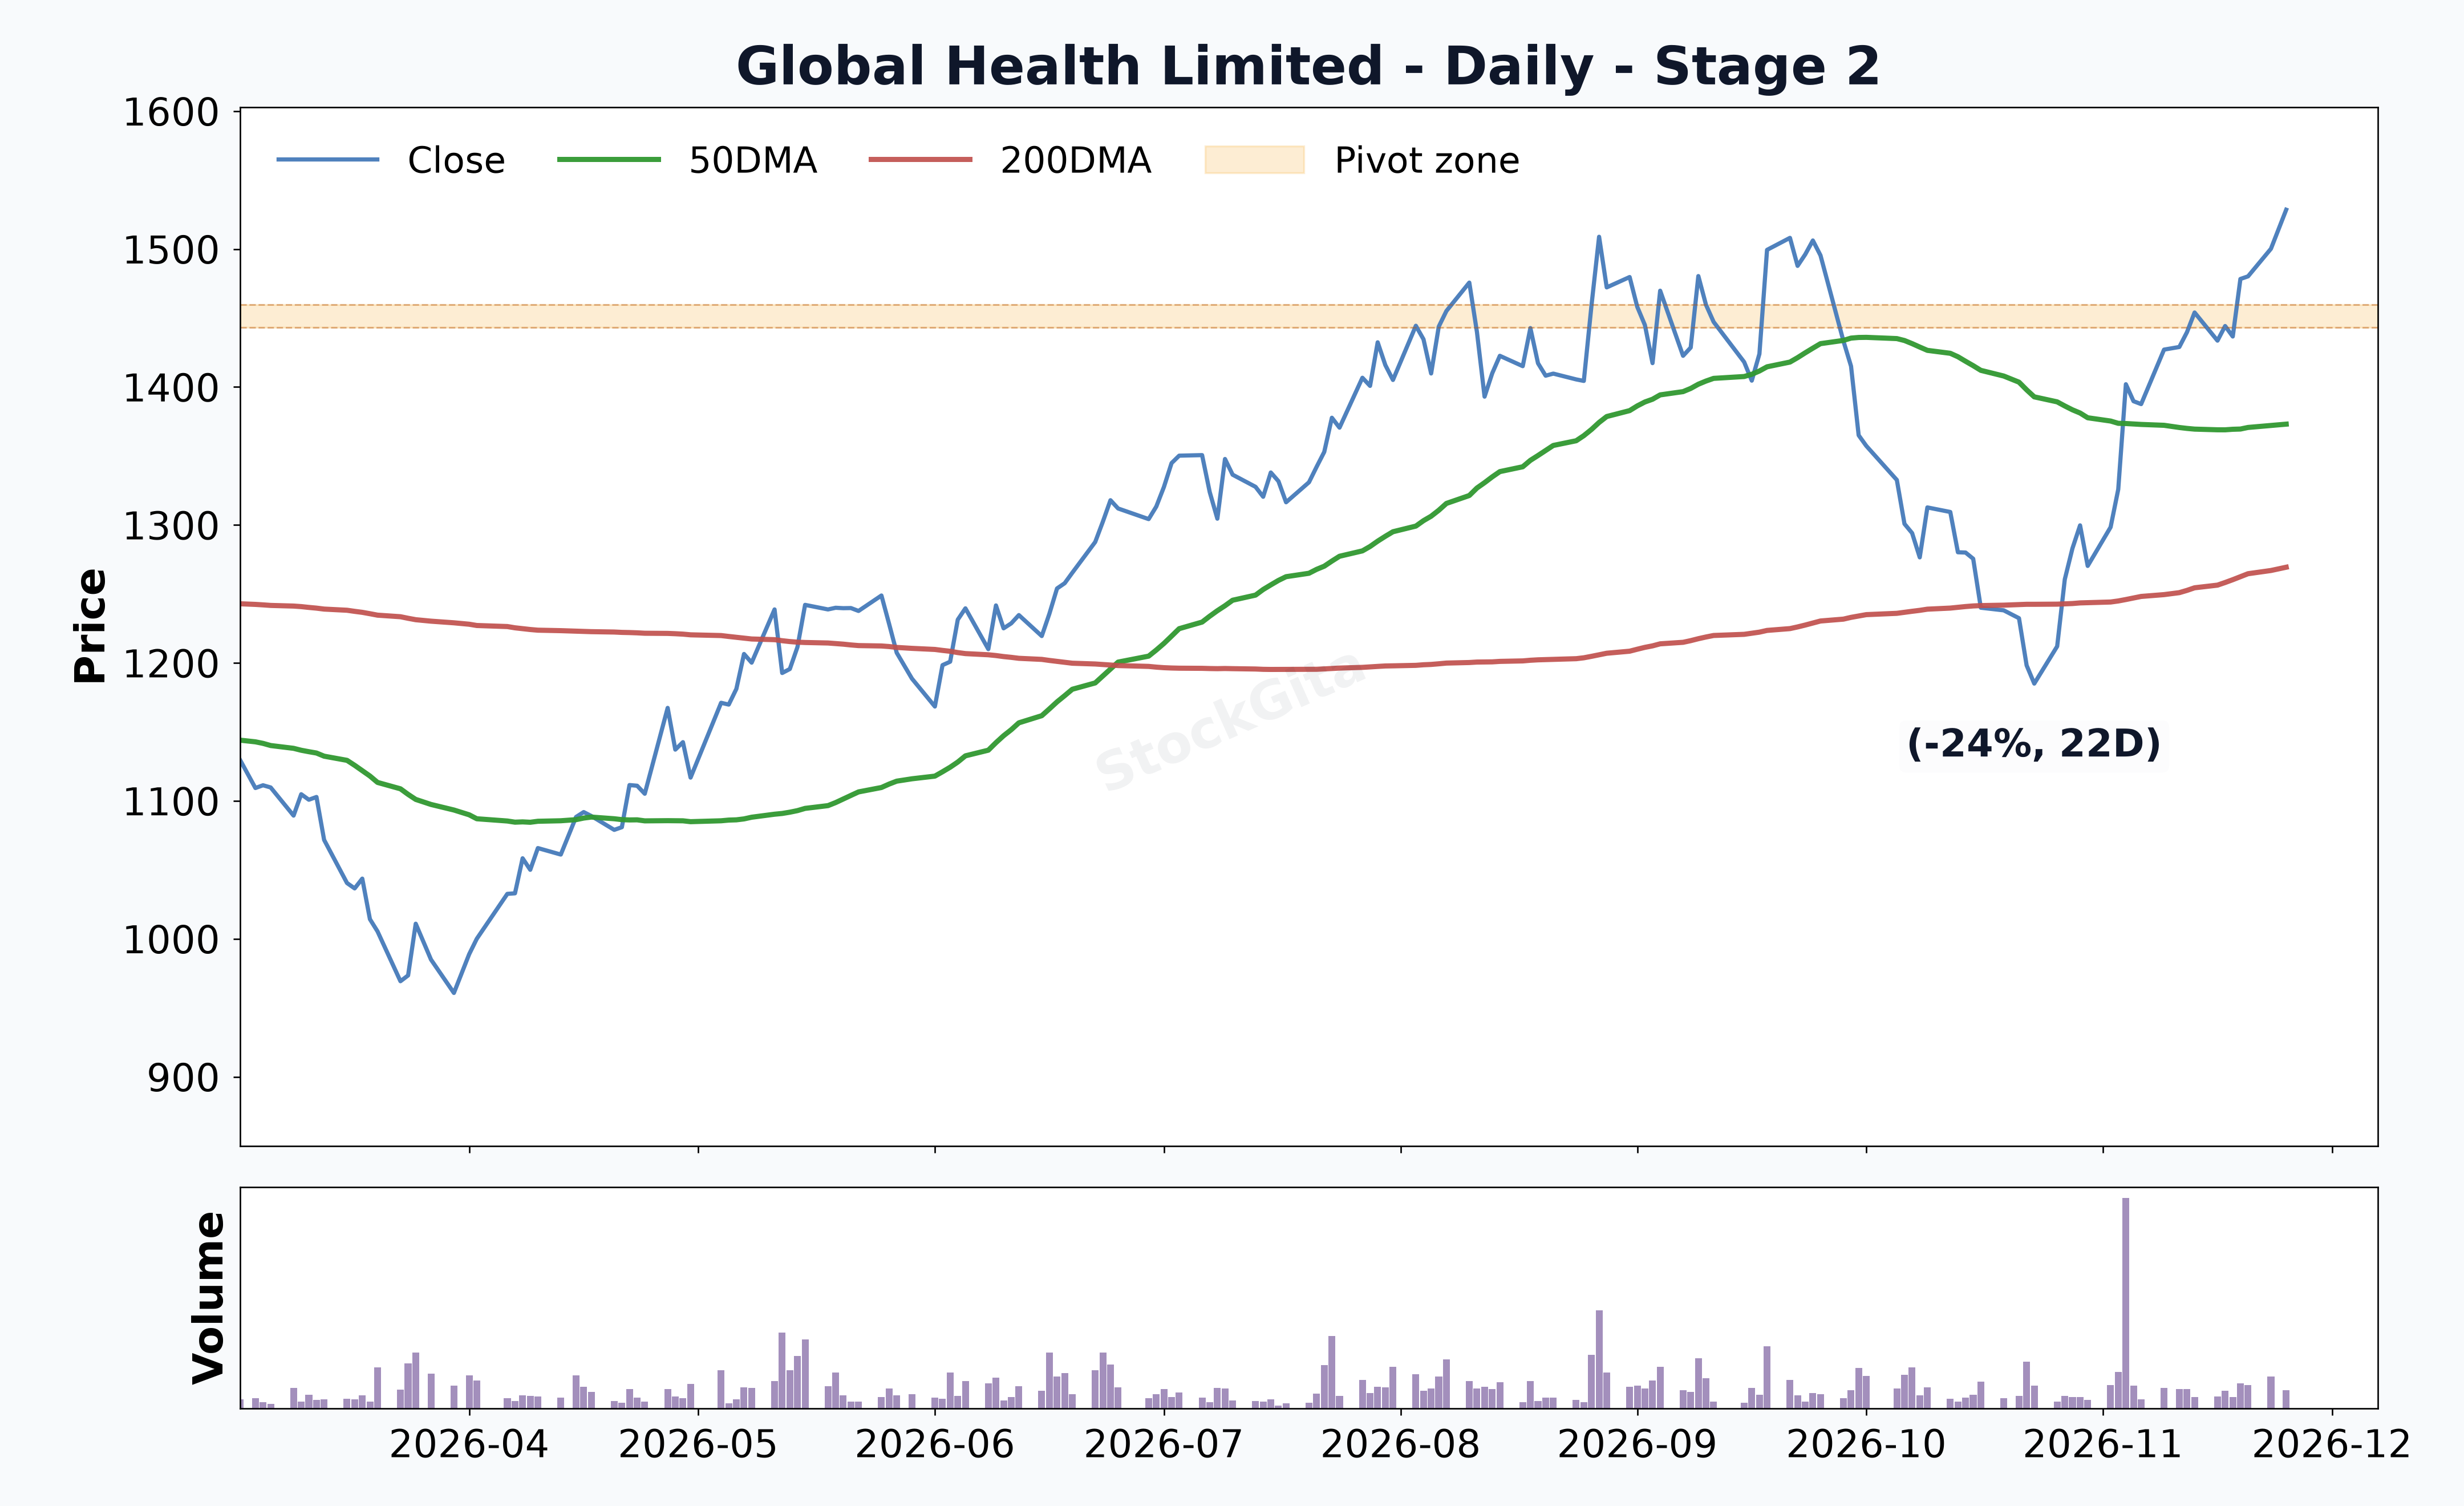 Global Health Limited - Daily - Stage 2
Close 50DMA 200DMA Pivot zone
1600
1500
1400
1300
1200
1100
1000
900
Price
StockGita
(-24%, 22D)
Volume
2026-04 2026-05 2026-06 2026-07 2026-08 2026-09 2026-10 2026-11 2026-12